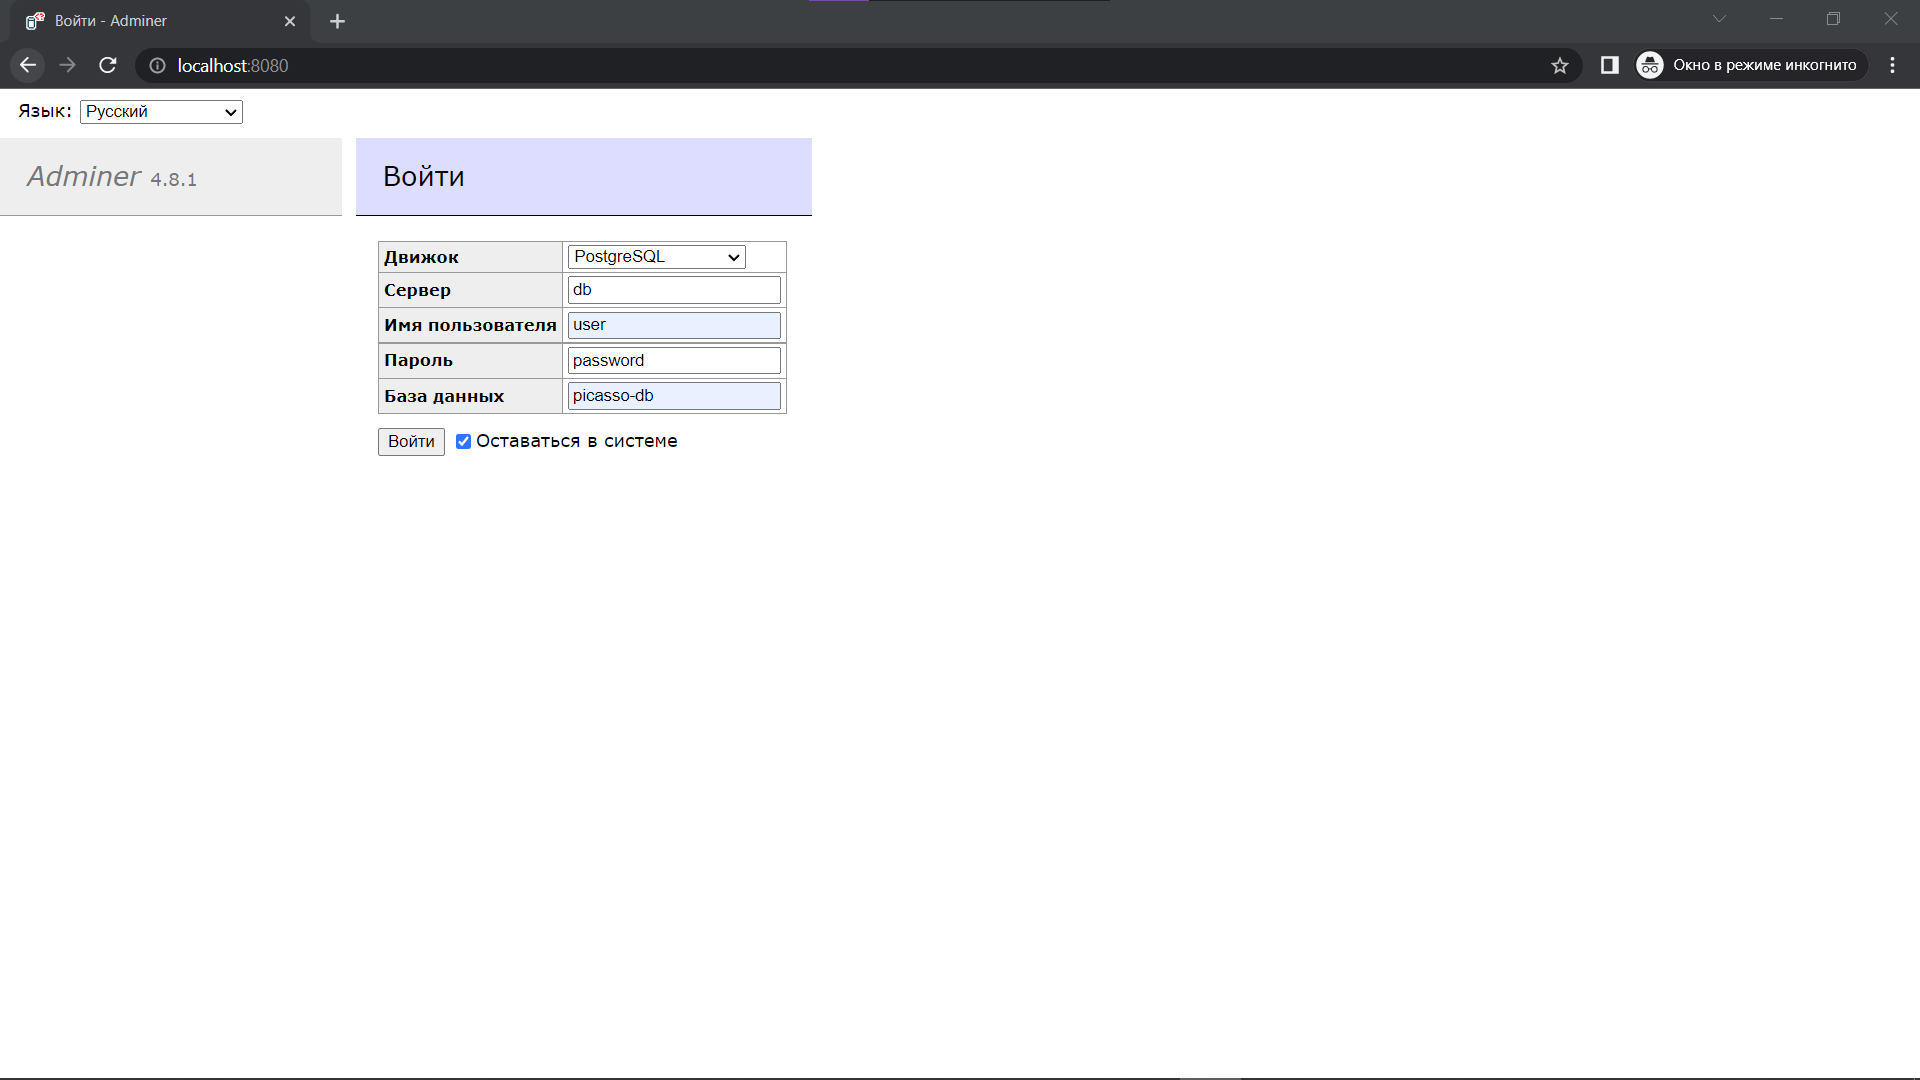 Войти - Adminer
localhost:8080
Окно в режиме инкогнито
Язык: Русский
Adminer 4.8.1
Войти
Движок PostgreSQL
Сервер db
Имя пользователя user
Пароль password
База данных picasso-db
Войти Оставаться в системе